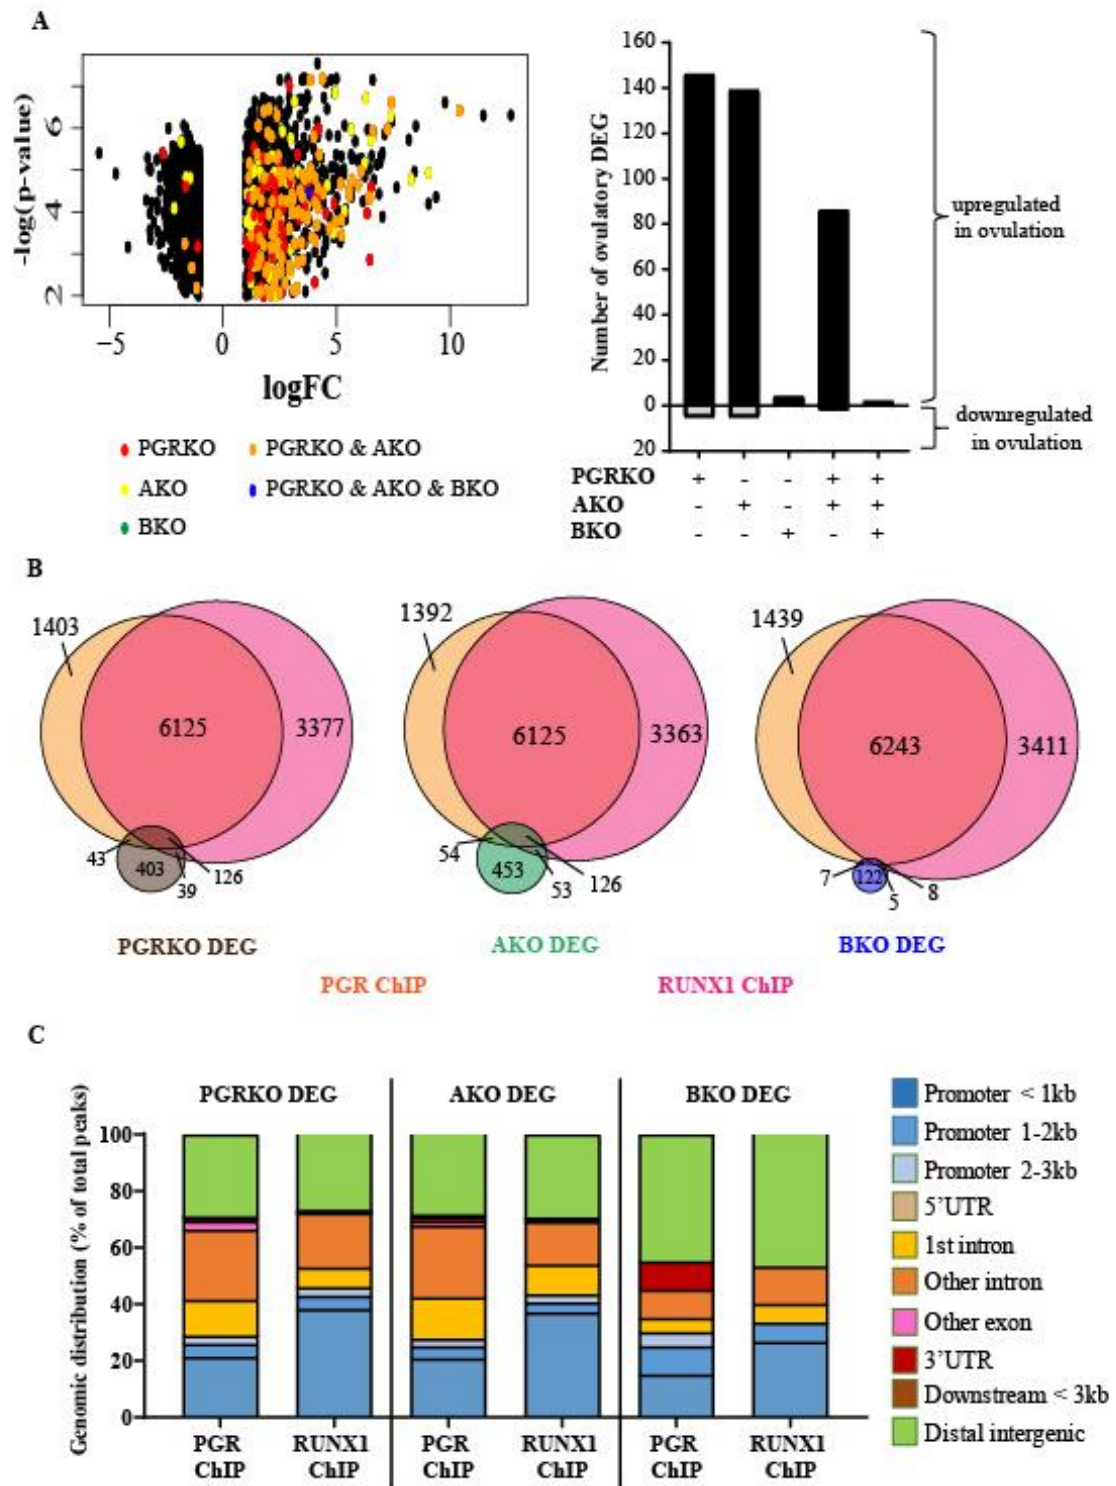 A
-log(p-value)
6
4
2
-5 0 5 10
logFC
PGRKO
PGRKO & AKO
AKO
PGRKO & AKO & BKO
BKO
Number of ovulatory DEG
160
140
120
100
80
60
40
20
0
20
upregulated
in ovulation
downregulated
in ovulation
PGRKO + - - + +
AKO - + - + +
BKO - - + - +
B
1403
6125
3377
43
403
39
126
PGRKO DEG
1392
6125
3363
54
453
53
126
AKO DEG
1439
6243
3411
7
122
5
8
BKO DEG
PGR ChIP
RUNX1 ChIP
C
Genomic distribution (% of total peaks)
100
80
60
40
20
0
PGRKO DEG
AKO DEG
BKO DEG
PGR
ChIP
RUNX1
ChIP
PGR
ChIP
RUNX1
ChIP
PGR
ChIP
RUNX1
ChIP
Promoter < 1kb
Promoter 1-2kb
Promoter 2-3kb
5'UTR
1st intron
Other intron
Other exon
3'UTR
Downstream < 3kb
Distal intergenic